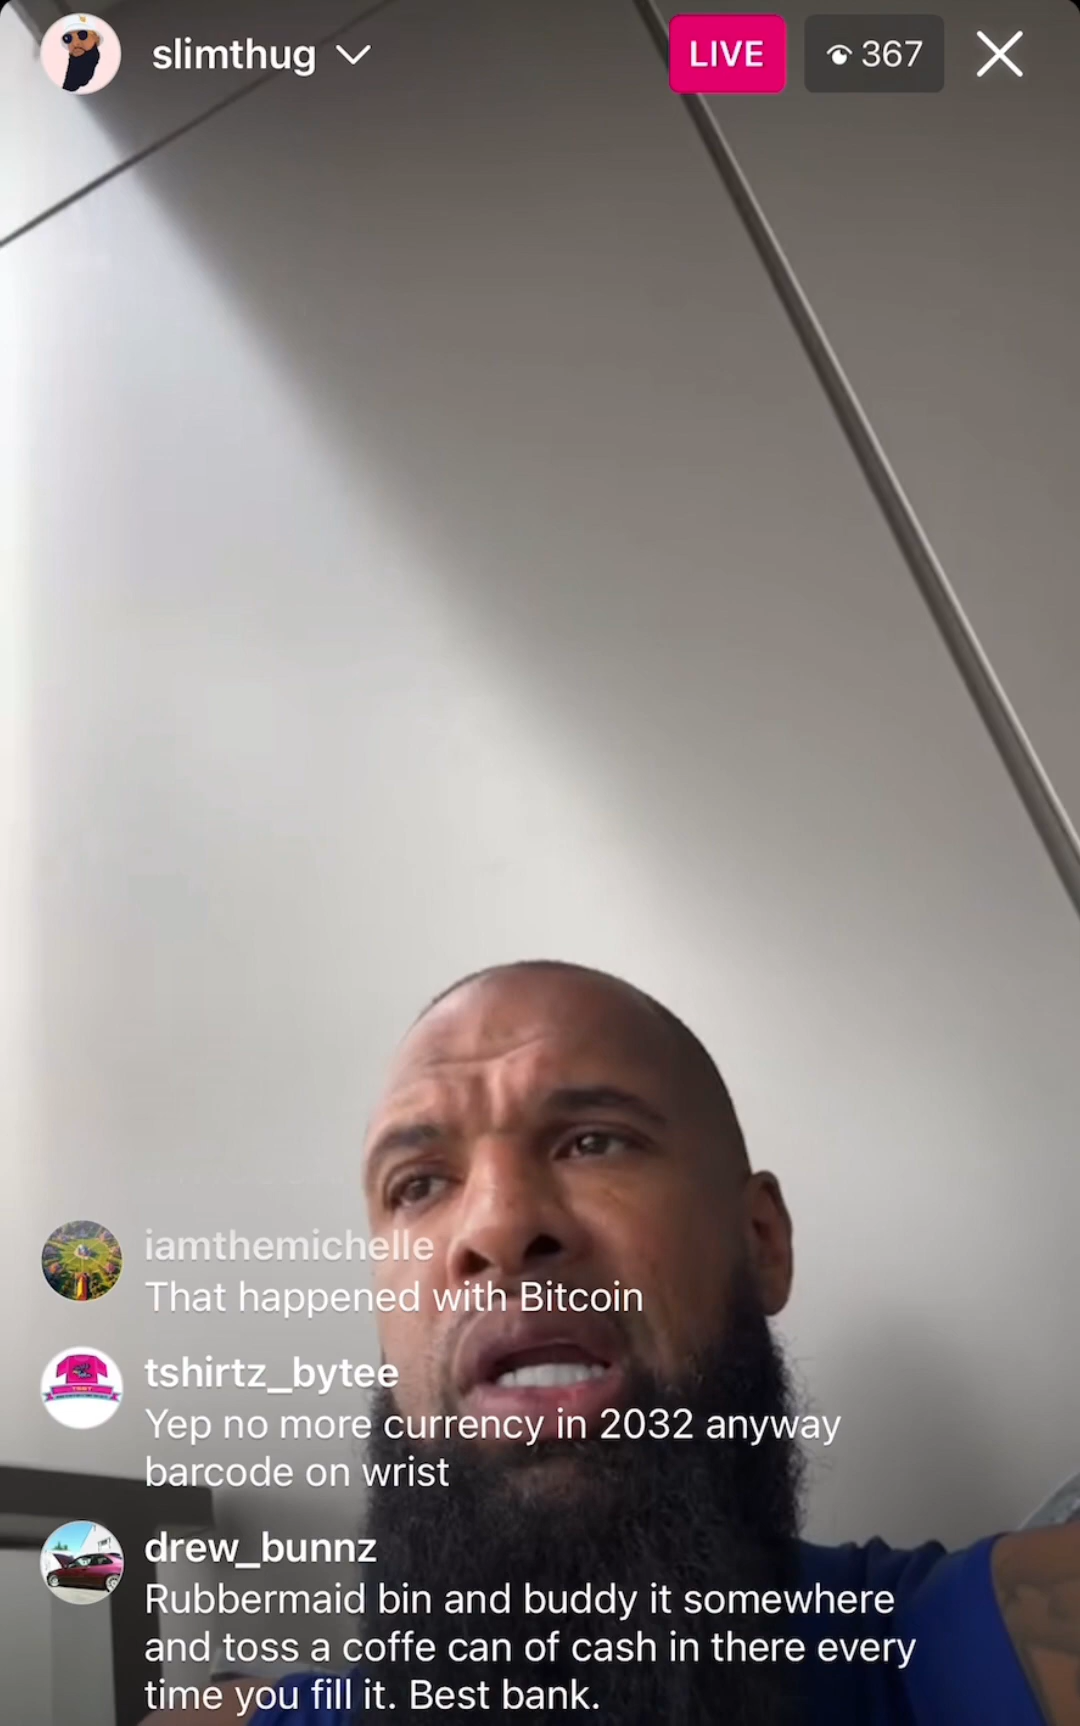 slimthug
LIVE
367
iamthemichelle
That happened with Bitcoin
tshirtz_bytee
Yep no more currency in 2032 anyway
barcode on wrist
drew_bunnz
Rubbermaid bin and buddy it somewhere
and toss a coffe can of cash in there every
time you fill it. Best bank.